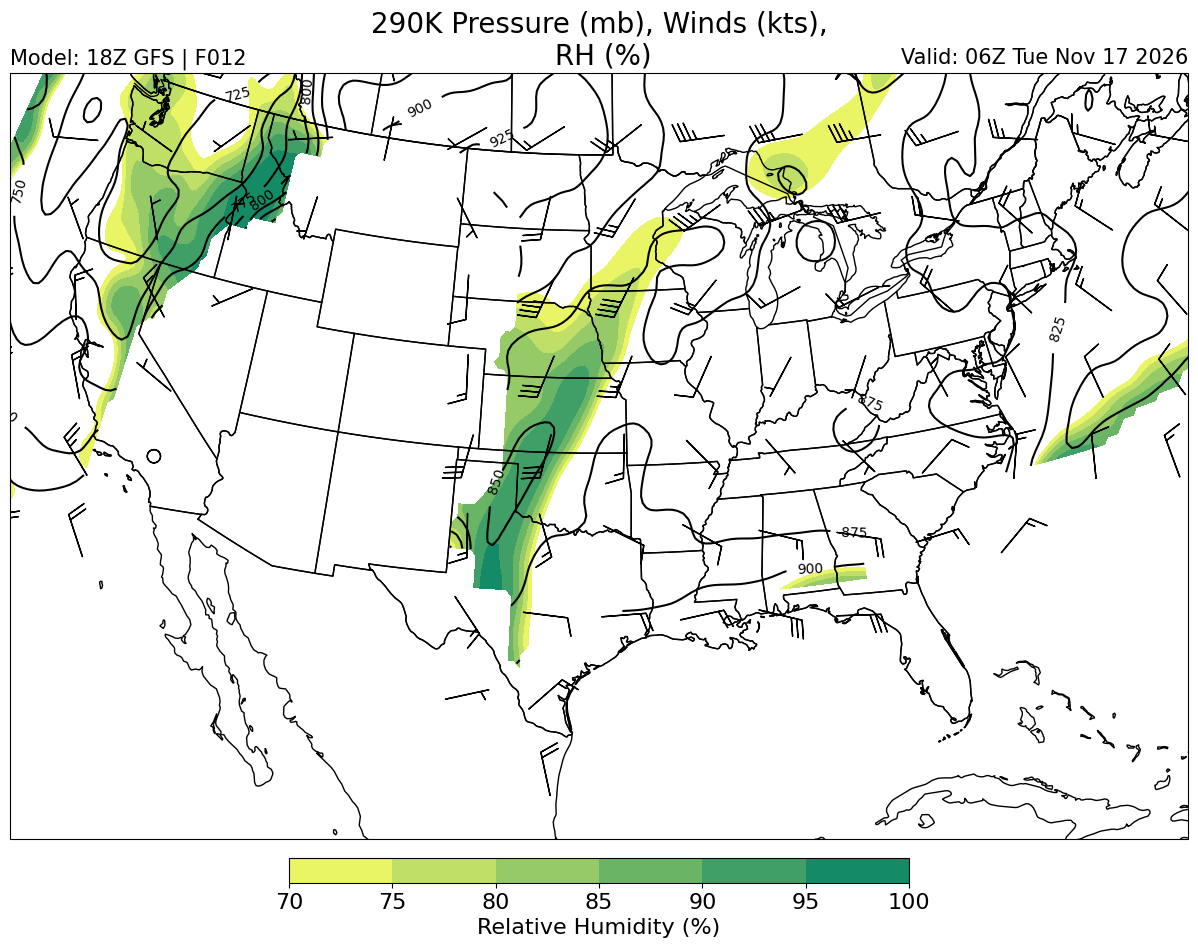 290K Pressure (mb), Winds (kts),
RH (%)
Model: 18Z GFS | F012
Valid: 06Z Tue Nov 17 2026
725
800
900
925
750
800
825
875
850
875
900
70 75 80 85 90 95 100
Relative Humidity (%)